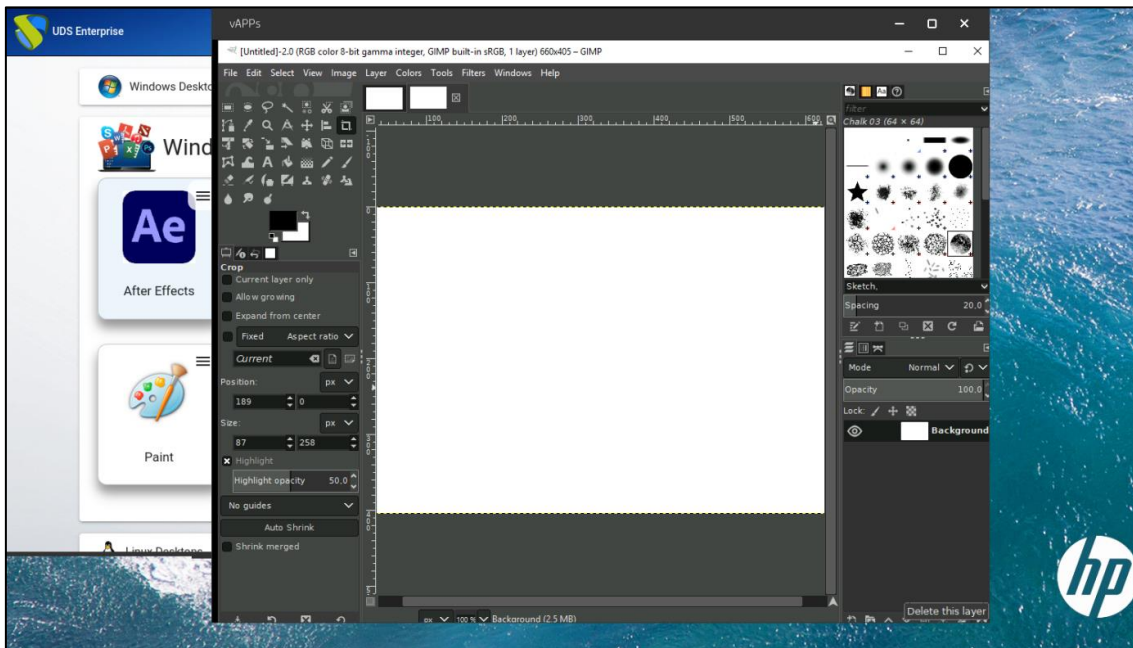 UDS Enterprise
Windows Deskto
Wind
Ae
After Effects
Paint
Linux Desktops
vAPPs
[Untitled]-2.0 (RGB color 8-bit gamma integer, GIMP built-in sRGB, 1 layer) 660x405 – GIMP
File Edit Select View Image Layer Colors Tools Filters Windows Help
100 200 300 400 500 600
Crop
Current layer only
Allow growing
Expand from center
Fixed Aspect ratio
Current
Position: px
189 0
Size: px
87 258
Highlight
Highlight opacity 50.0
No guides
Auto Shrink
Shrink merged
px 100 % Background (2.5 MB)
filter
Chalk 03 (64 × 64)
Sketch,
Spacing 20.0
Mode Normal
Opacity 100.0
Lock:
Background
Delete this layer
hp